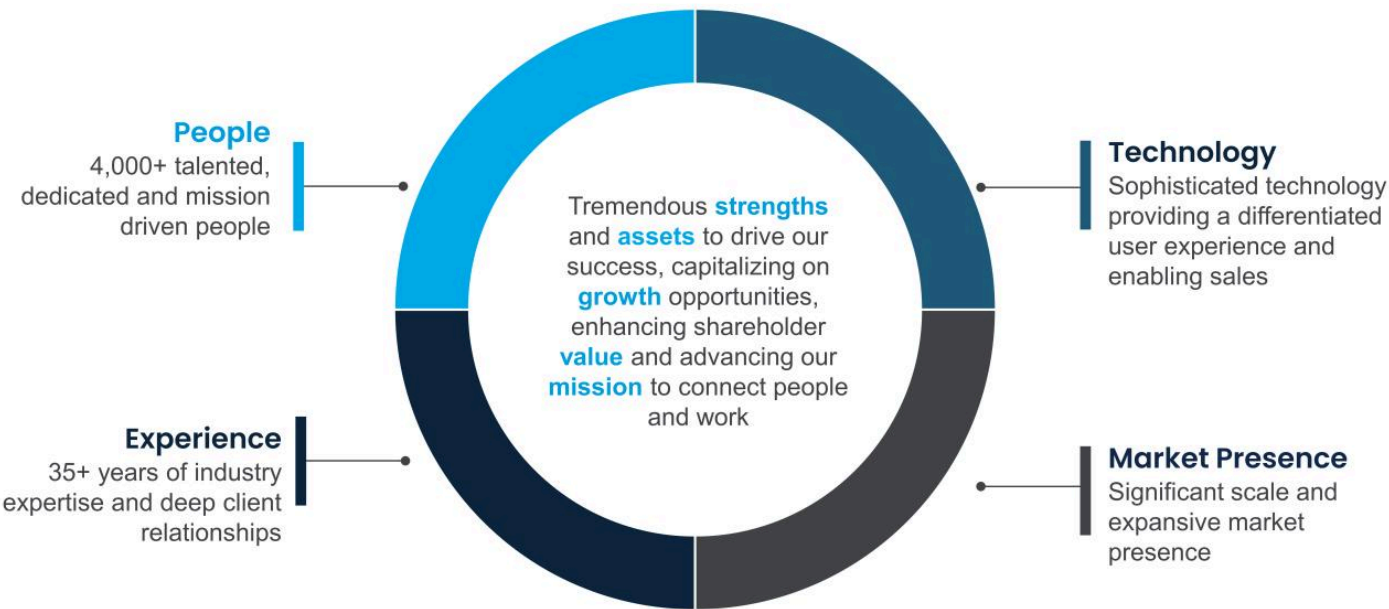 People
4,000+ talented,
dedicated and mission
driven people
Technology
Sophisticated technology
providing a differentiated
user experience and
enabling sales
Tremendous strengths
and assets to drive our
success, capitalizing on
growth opportunities,
enhancing shareholder
value and advancing our
mission to connect people
and work
Experience
35+ years of industry
expertise and deep client
relationships
Market Presence
Significant scale and
expansive market
presence